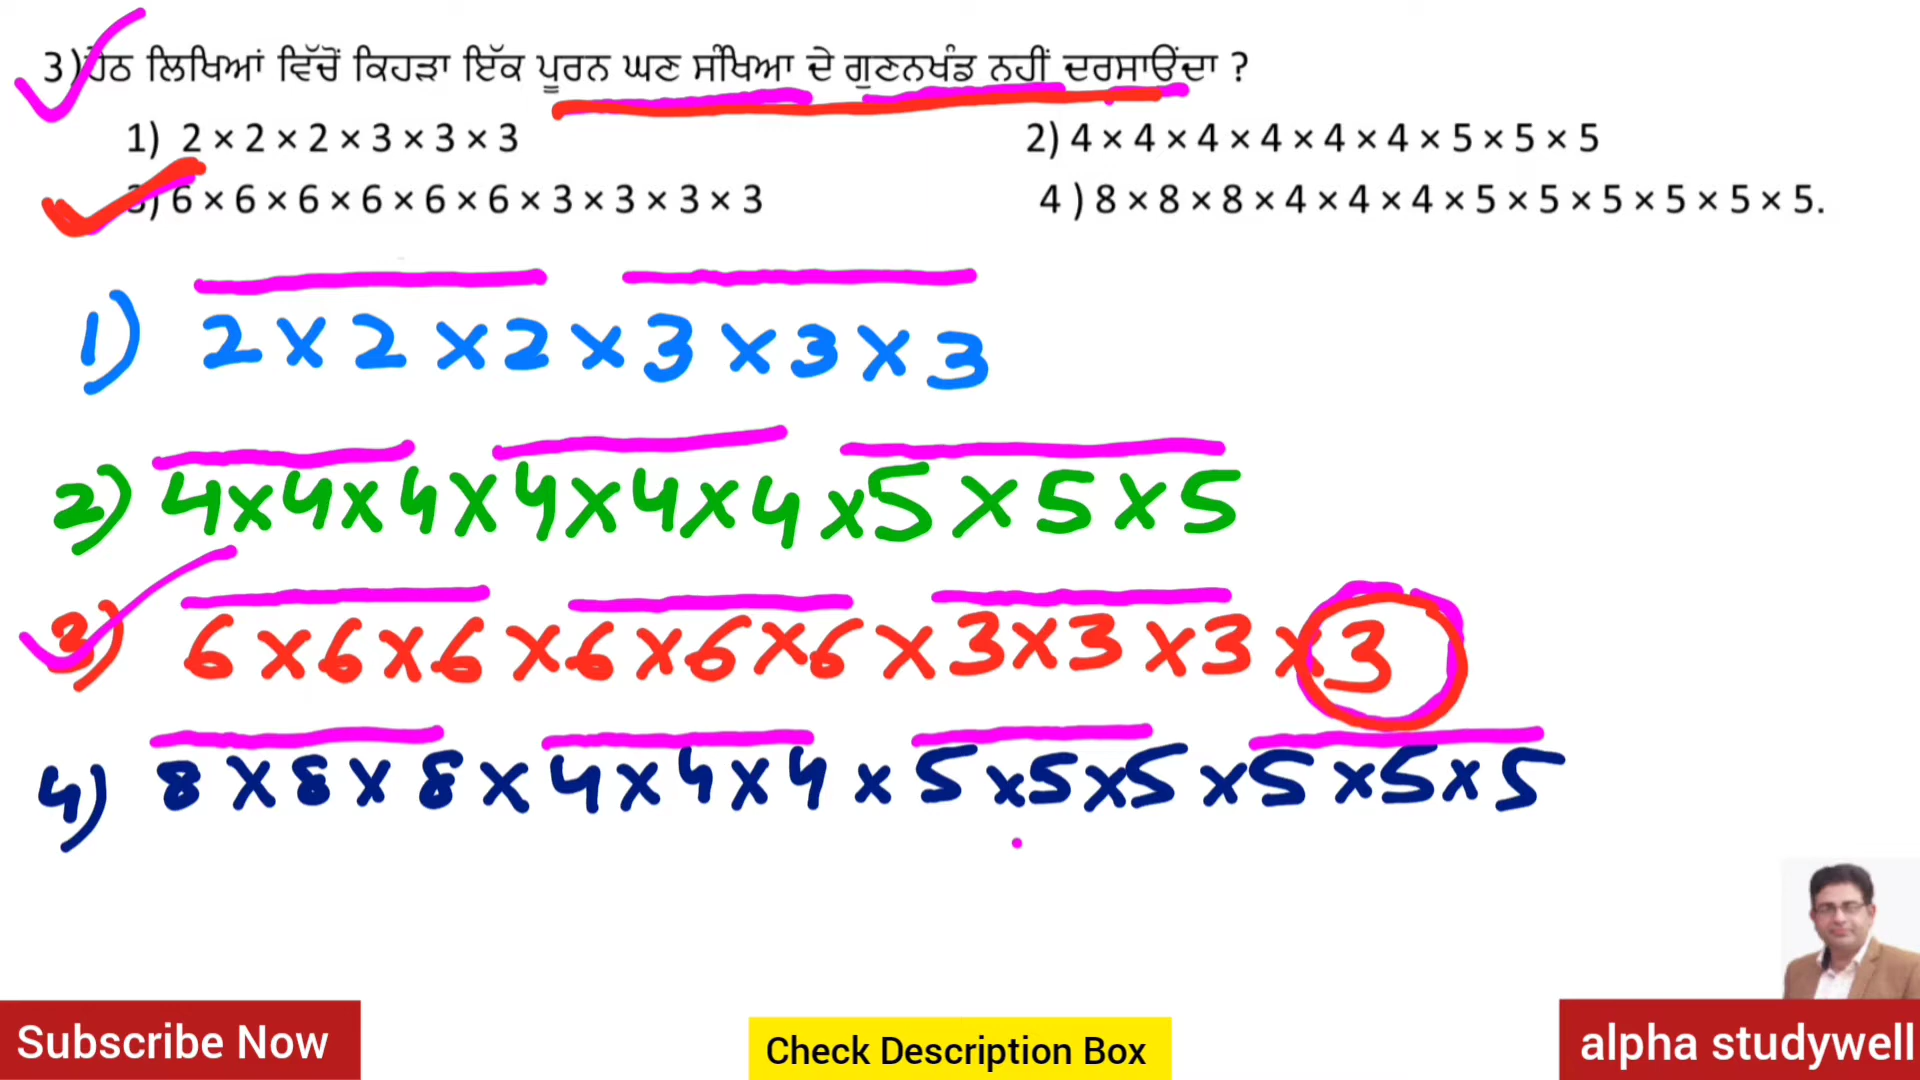 3)ਹੇਠ ਲਿਖਿਆਂ ਵਿੱਚੋਂ ਕਿਹੜਾ ਇੱਕ ਪੂਰਨ ਘਣ ਸੰਖਿਆ ਦੇ ਗੁਣਨਖੰਡ ਨਹੀਂ ਦਰਸਾਉਂਦਾ ?
1) 2 × 2 × 2 × 3 × 3 × 3
2) 4 × 4 × 4 × 4 × 4 × 4 × 5 × 5 × 5
3) 6 × 6 × 6 × 6 × 6 × 6 × 3 × 3 × 3 × 3
4 ) 8 × 8 × 8 × 4 × 4 × 4 × 5 × 5 × 5 × 5 × 5 × 5.
1) 2 × 2 × 2 × 3 × 3 × 3
2) 4 × 4 × 4 × 4 × 4 × 4 × 5 × 5 × 5
3) 6 × 6 × 6 × 6 × 6 × 6 × 3 × 3 × 3 × 3
4) 8 × 8 × 8 × 4 × 4 × 4 × 5 × 5 × 5 × 5 × 5 × 5
Subscribe Now
Check Description Box
alpha studywell